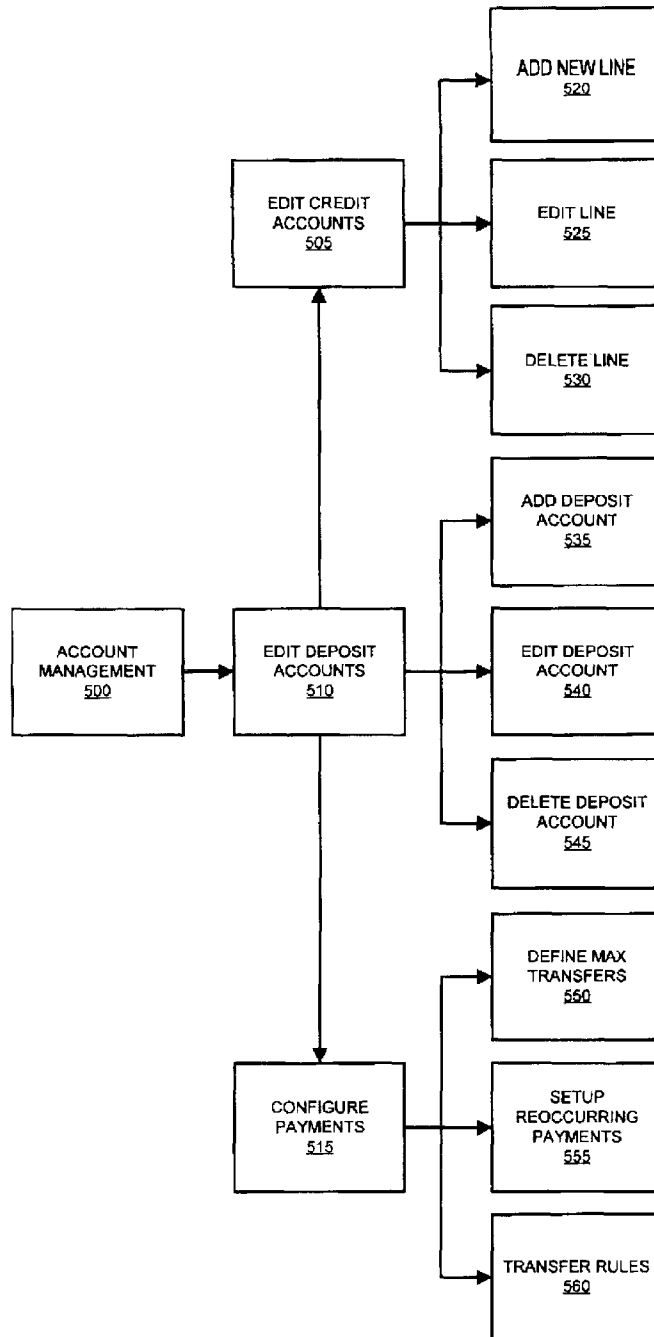 ADD NEW LINE
520
EDIT CREDIT
ACCOUNTS
505
EDIT LINE
525
DELETE LINE
530
ADD DEPOSIT
ACCOUNT
535
ACCOUNT
MANAGEMENT
500
EDIT DEPOSIT
ACCOUNTS
510
EDIT DEPOSIT
ACCOUNT
540
DELETE DEPOSIT
ACCOUNT
545
DEFINE MAX
TRANSFERS
550
CONFIGURE
PAYMENTS
515
SETUP
REOCCURRING
PAYMENTS
555
TRANSFER RULES
560